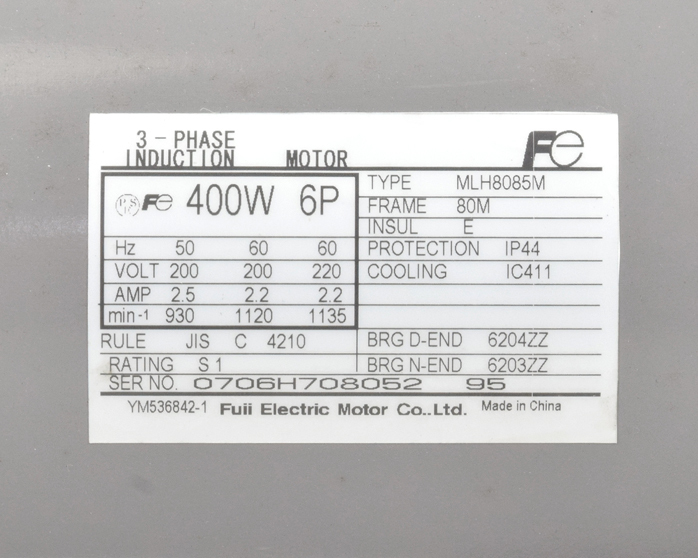 3 - PHASE
INDUCTION MOTOR
Fe
PSE Fe 400W 6P
Hz 50 60 60
VOLT 200 200 220
AMP 2.5 2.2 2.2
min-1 930 1120 1135
TYPE MLH8085M
FRAME 80M
INSUL E
PROTECTION IP44
COOLING IC411
RULE JIS C 4210
BRG D-END 6204ZZ
RATING S1
BRG N-END 6203ZZ
SER NO. 0706H708052 95
YM536842-1 Fuji Electric Motor Co.,Ltd. Made in China